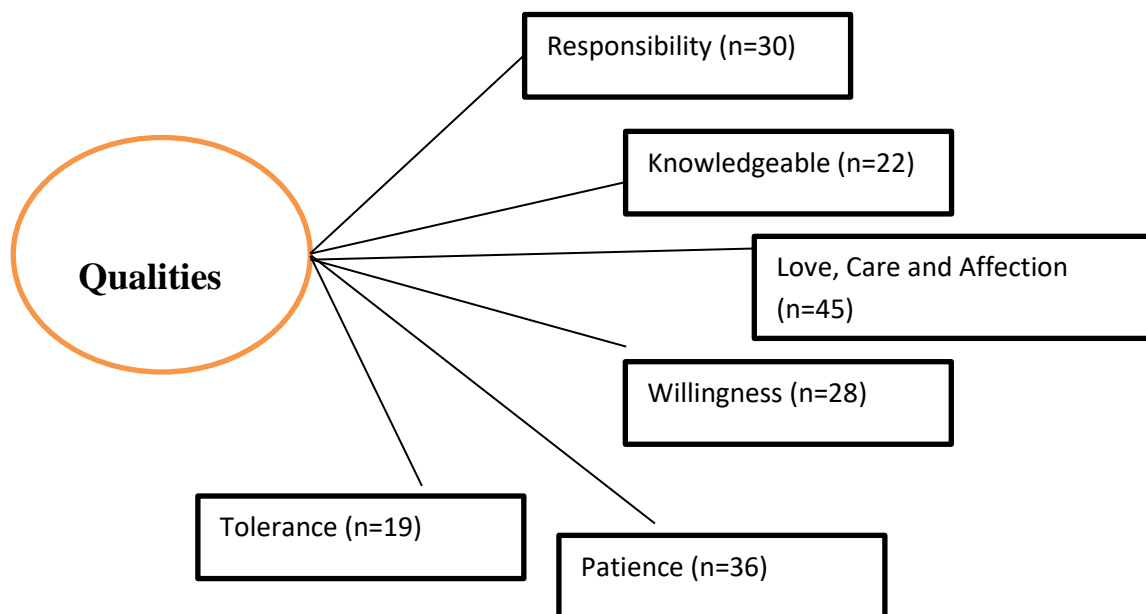 Responsibility (n=30)
Knowledgeable (n=22)
Qualities
Love, Care and Affection
(n=45)
Willingness (n=28)
Tolerance (n=19)
Patience (n=36)